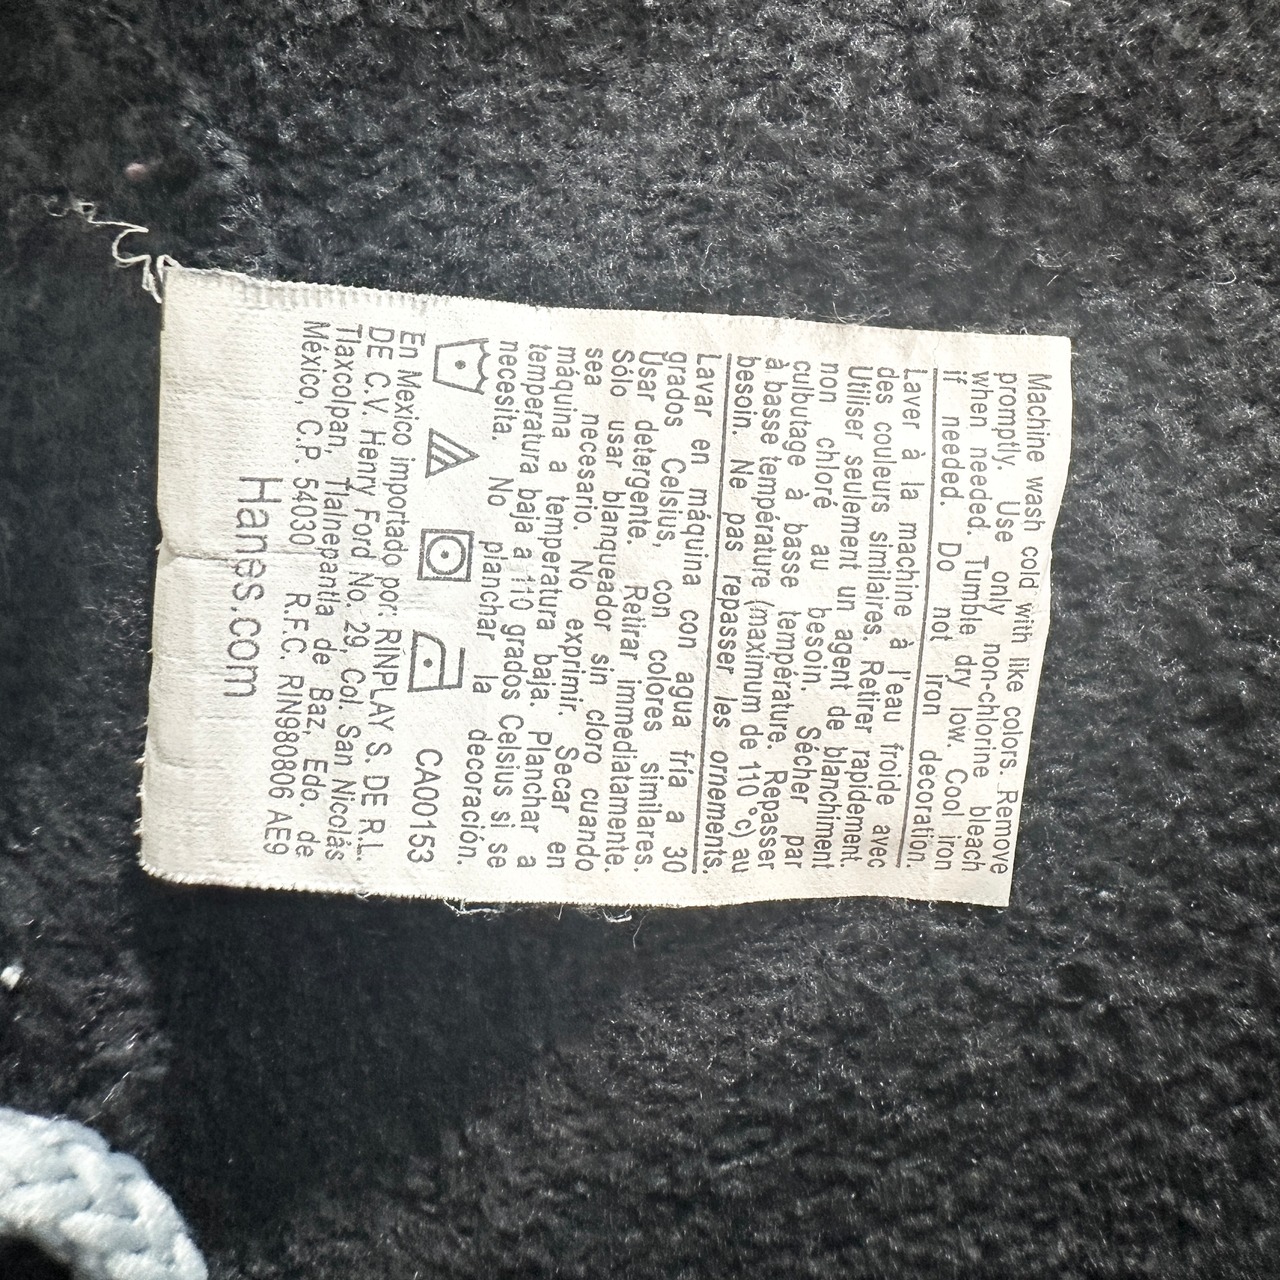 Machine wash cold with like colors. Remove
promptly. Use only non-chlorine bleach
when needed. Tumble dry low. Cool iron
if needed. Do not iron decoration.
Laver à la machine à l'eau froide avec
des couleurs similaires. Retirer rapidement
Utiliser seulement un agent de blanchiment
non chloré au besoin. Sécher par
culbutage à basse température. Repasser
à basse température (maximum de 110 °c) au
besoin. Ne pas repasser les ornements.
Lavar en máquina con agua fría a 30
grados Celsius, con colores similares.
Usar detergente. Retirar immediatamente.
Sólo usar blanqueador sin cloro cuando
sea necesario. No exprimir. Secar en
máquina a temperatura baja. Planchar a
temperatura baja a 110 grados Celsius si se
necesita. No planchar la decoración.
CA00153
En México importado por: RINPLAY S. DE R.L.
DE C.V. Henry Ford No. 29, Col. San Nicolás
Tlaxcolpan, Tlalnepantla de Baz, Edo. de
México, C.P. 54030 R.F.C. RIN980806 AE9
Hanes.com